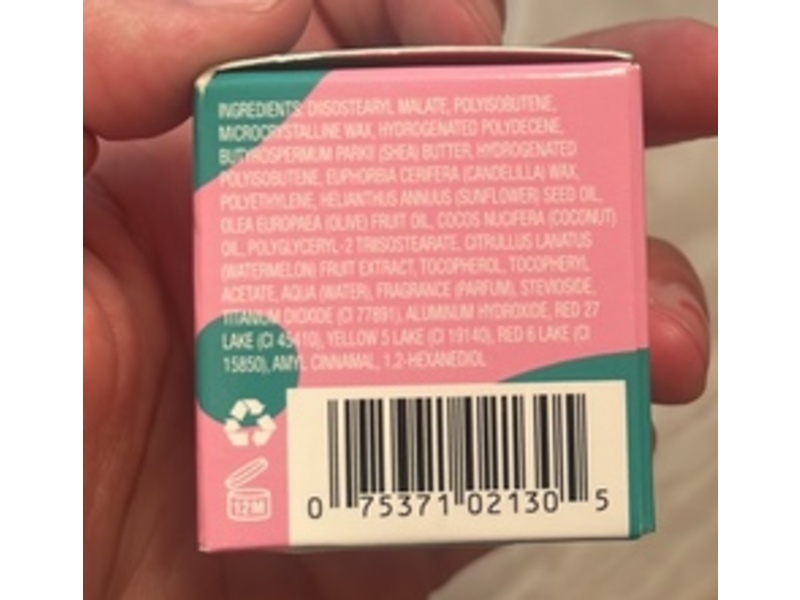 INGREDIENTS: DIISOSTEARYL MALATE, POLYISOBUTENE,
MICROCRYSTALLINE WAX, HYDROGENATED POLYDECENE,
BUTYROSPERMUM PARKII (SHEA) BUTTER, HYDROGENATED
POLYISOBUTENE, EUPHORBIA CERIFERA (CANDELILLA) WAX,
POLYETHYLENE, HELIANTHUS ANNUUS (SUNFLOWER) SEED OIL,
OLEA EUROPAEA (OLIVE) FRUIT OIL, COCOS NUCIFERA (COCONUT)
OIL, POLYGLYCERYL-2 TRIISOSTEARATE, CITRULLUS LANATUS
(WATERMELON) FRUIT EXTRACT, TOCOPHEROL, TOCOPHERYL
ACETATE, AQUA (WATER), FRAGRANCE (PARFUM), STEVIOSIDE,
TITANIUM DIOXIDE (CI 77891), ALUMINUM HYDROXIDE, RED 27
LAKE (CI 45410), YELLOW 5 LAKE (CI 19140), RED 6 LAKE (CI
15850), AMYL CINNAMAL, 1,2-HEXANEDIOL
12M
0 75371 02130 5